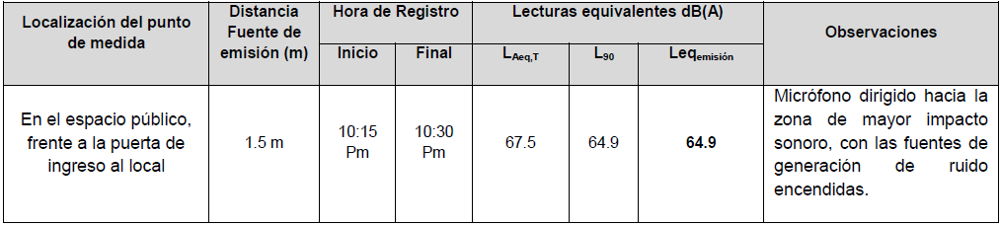 Localización del punto
de medida
Distancia
Fuente de
emisión (m)
Hora de Registro
Inicio
Final
Lecturas equivalentes dB(A)
LAeq,T
L90
Leqemisión
Observaciones
En el espacio público,
frente a la puerta de
ingreso al local
1.5 m
10:15
Pm
10:30
Pm
67.5
64.9
64.9
Micrófono dirigido hacia la
zona de mayor impacto
sonoro, con las fuentes de
generación de ruido
encendidas.